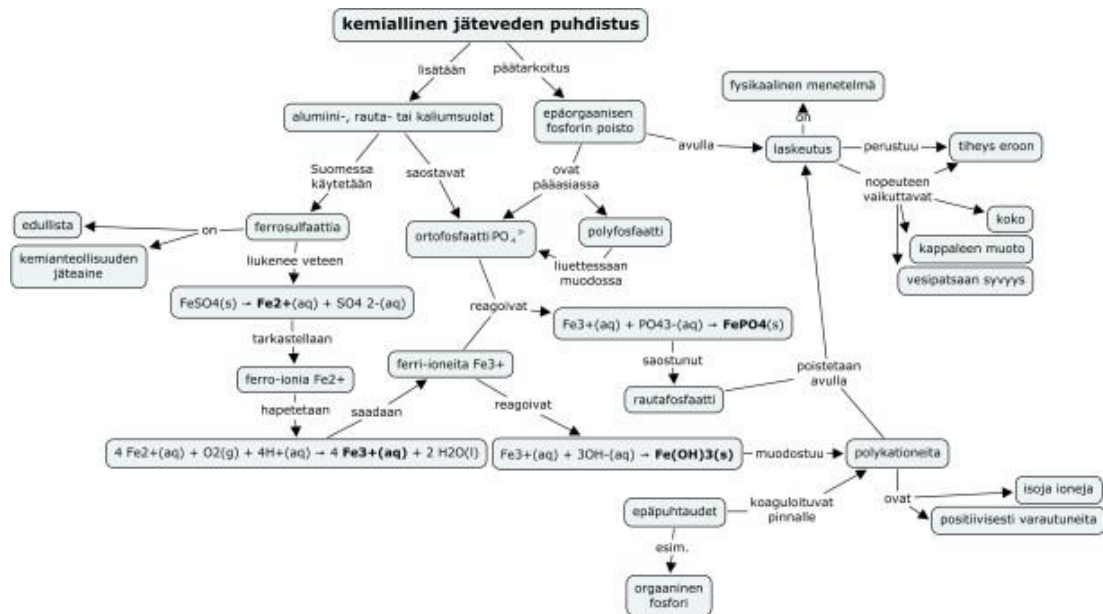 kemiallinen jäteveden puhdistus
lisätään
päätarkoitus
fysikaalinen menetelmä
alumiini-, rauta- tai kaliumsuolat
epäorgaanisen
fosforin poisto
on
avulla
laskeutus
perustuu
tiheys eroon
Suomessa
käytetään
saostavat
ovat
pääasiassa
nopeuteen
vaikuttavat
edullista
on
ferrosulfaattia
ortofosfaatti PO₄³⁻
polyfosfaatti
koko
kappaleen muoto
kemianteollisuuden
jäteaine
liukenee veteen
liuettessaan
muodossa
vesipatsaan syvyys
FeSO4(s) → Fe2+(aq) + SO4 2-(aq)
reagoivat
Fe3+(aq) + PO43-(aq) → FePO4(s)
tarkastellaan
saostunut
ferri-ioneita Fe3+
poistetaan
avulla
ferro-ionia Fe2+
rautafosfaatti
hapetetaan
saadaan
reagoivat
4 Fe2+(aq) + O2(g) + 4H+(aq) → 4 Fe3+(aq) + 2 H2O(l)
Fe3+(aq) + 3OH-(aq) → Fe(OH)3(s)
muodostuu
polykationeita
isoja ioneja
ovat
epäpuhtaudet
koaguloituvat
pinnalle
positiivisesti varautuneita
esim.
orgaaninen
fosfori